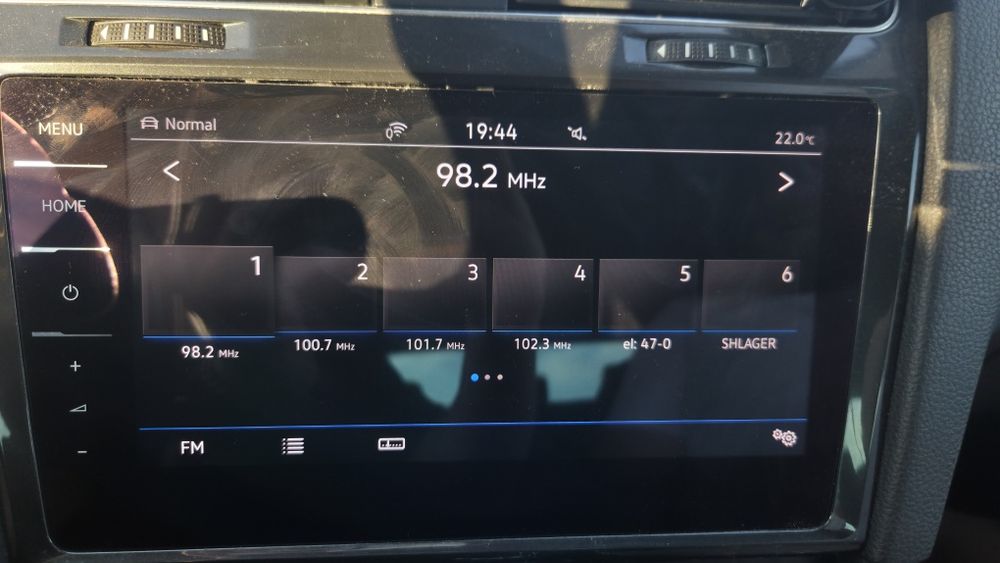 MENU
Normal
19:44
22.0°C
98.2 MHz
HOME
1
2
3
4
5
6
98.2 MHz
100.7 MHz
101.7 MHz
102.3 MHz
el: 47-0
SHLAGER
+
-
FM